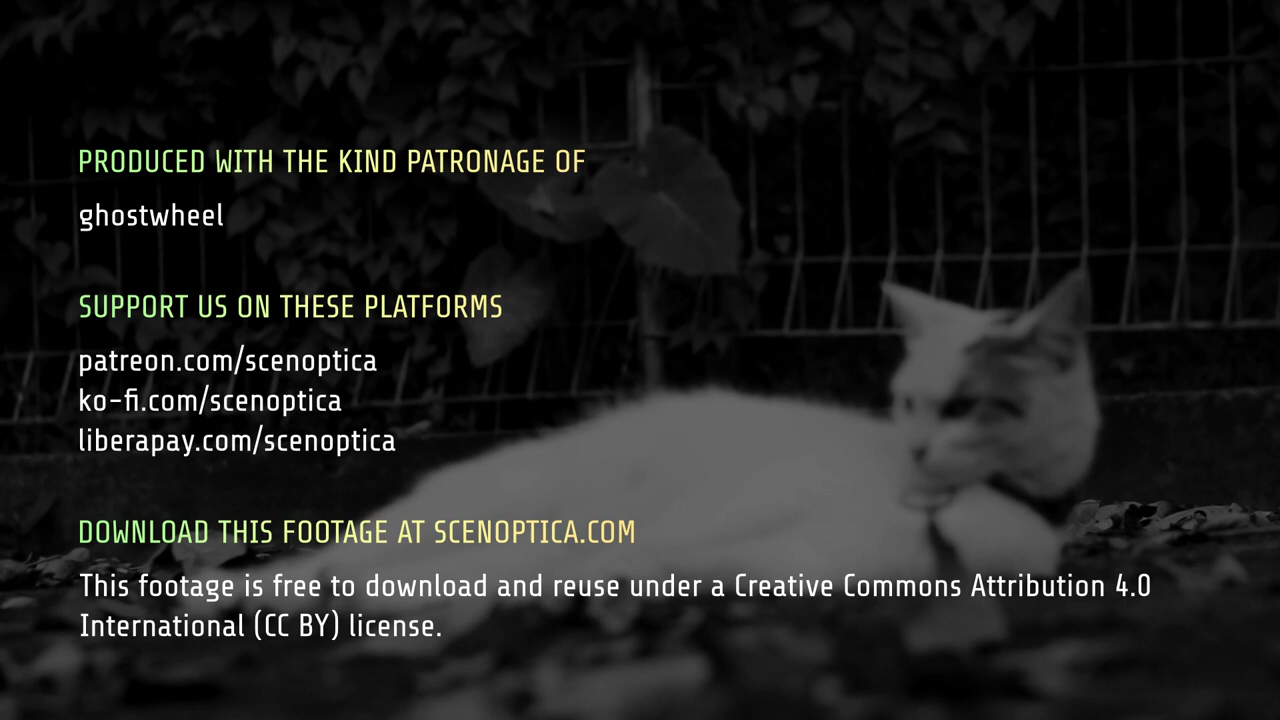 PRODUCED WITH THE KIND PATRONAGE OF
ghostwheel
SUPPORT US ON THESE PLATFORMS
patreon.com/scenoptica
ko-fi.com/scenoptica
liberapay.com/scenoptica
DOWNLOAD THIS FOOTAGE AT SCENOPTICA.COM
This footage is free to download and reuse under a Creative Commons Attribution 4.0
International (CC BY) license.